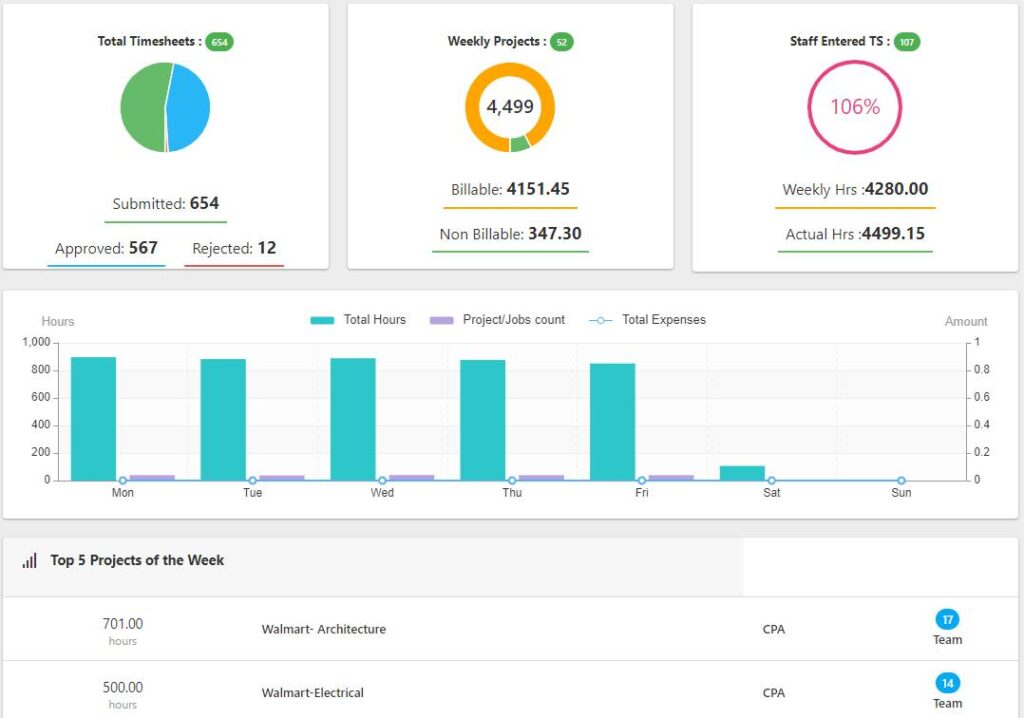 Total Timesheets : 654
Submitted: 654
Approved: 567 Rejected: 12
Weekly Projects : 52
4,499
Billable: 4151.45
Non Billable: 347.30
Staff Entered TS : 107
106%
Weekly Hrs :4280.00
Actual Hrs :4499.15
Hours Total Hours Project/Jobs count Total Expenses Amount
1,000 1
800 0.8
600 0.6
400 0.4
200 0.2
0 0
Mon Tue Wed Thu Fri Sat Sun
Top 5 Projects of the Week
701.00
hours
Walmart- Architecture
CPA
17
Team
500.00
hours
Walmart-Electrical
CPA
14
Team